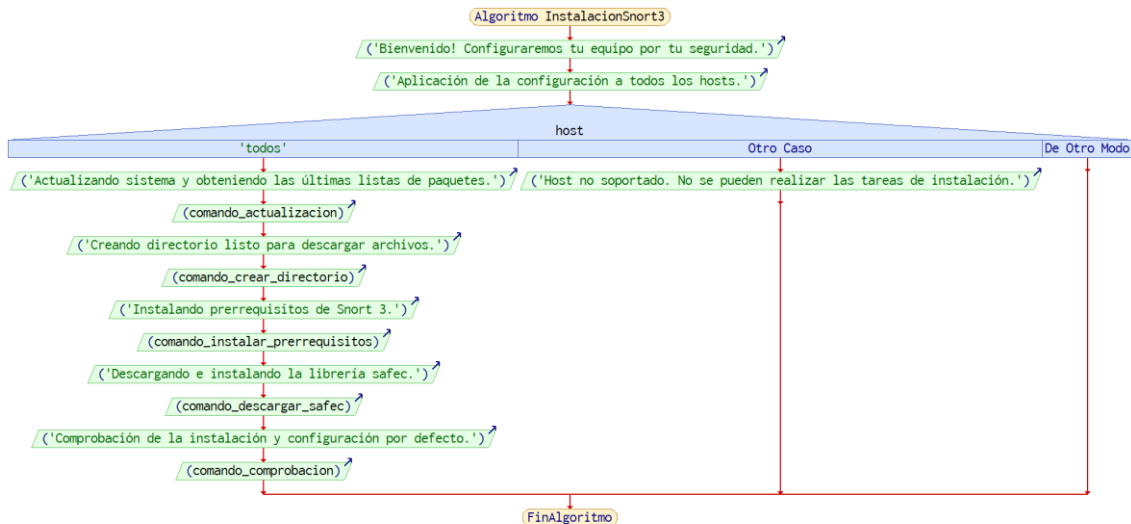 Algoritmo InstalacionSnort3
('Bienvenido! Configuraremos tu equipo por tu seguridad.')
('Aplicación de la configuración a todos los hosts.')
host
'todos'
Otro Caso
De Otro Modo
('Actualizando sistema y obteniendo las últimas listas de paquetes.')
('Host no soportado. No se pueden realizar las tareas de instalación.')
(comando_actualizacion)
('Creando directorio listo para descargar archivos.')
(comando_crear_directorio)
('Instalando prerrequisitos de Snort 3.')
(comando_instalar_prerrequisitos)
('Descargando e instalando la librería safec.')
(comando_descargar_safec)
('Comprobación de la instalación y configuración por defecto.')
(comando_comprobacion)
FinAlgoritmo